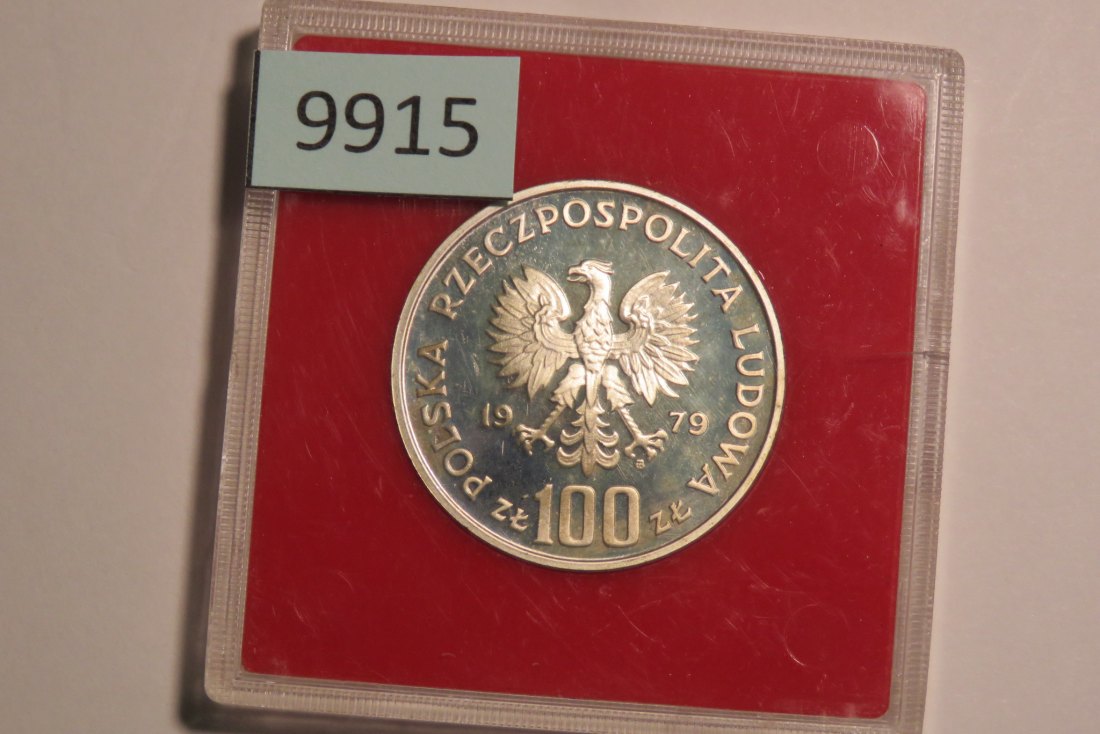 9915
POLSKA RZECZPOSPOLITA LUDOWA
19 79
zł 100 zł